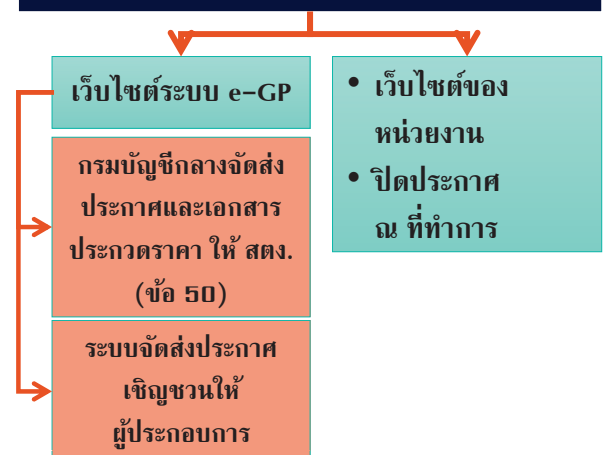 เว็บไซต์ระบบ e-GP
กรมบัญชีกลางจัดส่ง
ประกาศและเอกสาร
ประกวดราคา ให้ สตง.
(ข้อ 50)
ระบบจัดส่งประกาศ
เชิญชวนให้
ผู้ประกอบการ
• เว็บไซต์ของ
หน่วยงาน
• ปิดประกาศ
ณ ที่ทำการ